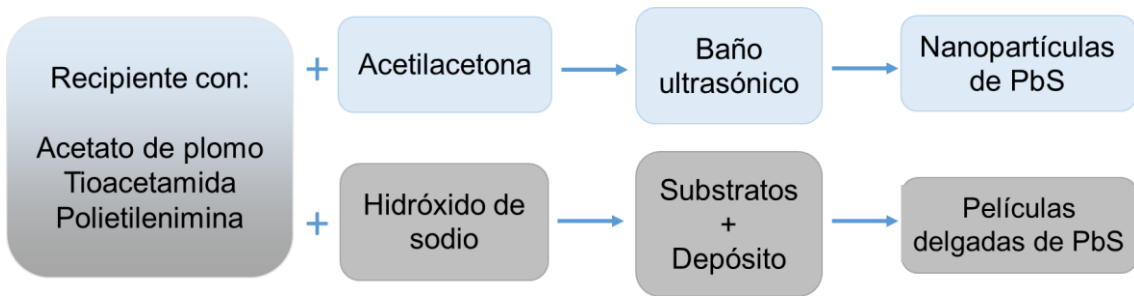 Recipiente con:
Acetato de plomo
Tioacetamida
Polietilenimina
+
Acetilacetona
Baño
ultrasónico
Nanopartículas
de PbS
+
Hidróxido de
sodio
Substratos
+
Depósito
Películas
delgadas de PbS